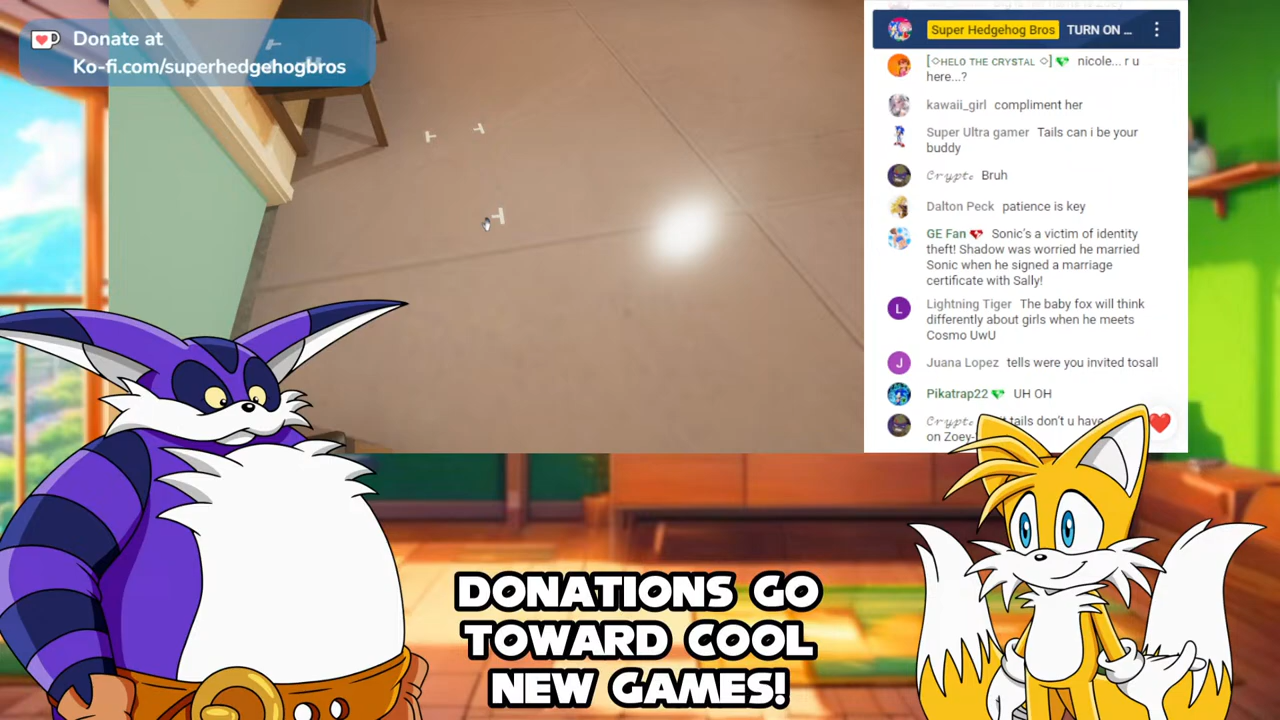 Donate at
Ko-fi.com/superhedgehogbros
Super Hedgehog Bros TURN ON ...
[◇HELO THE CRYSTAL ◇] nicole... r u
here...?
kawaii_girl compliment her
Super Ultra gamer Tails can i be your
buddy
𝓒𝓻𝔂𝓹𝓽𝓸 Bruh
Dalton Peck patience is key
GE Fan Sonic's a victim of identity
theft! Shadow was worried he married
Sonic when he signed a marriage
certificate with Sally!
L
Lightning Tiger The baby fox will think
differently about girls when he meets
Cosmo UwU
J
Juana Lopez tells were you invited tosall
Pikatrap22 UH OH
𝓒𝓻𝔂𝓹𝓽𝓸 tails don't u have
on Zoey-
DONATIONS GO
TOWARD COOL
NEW GAMES!